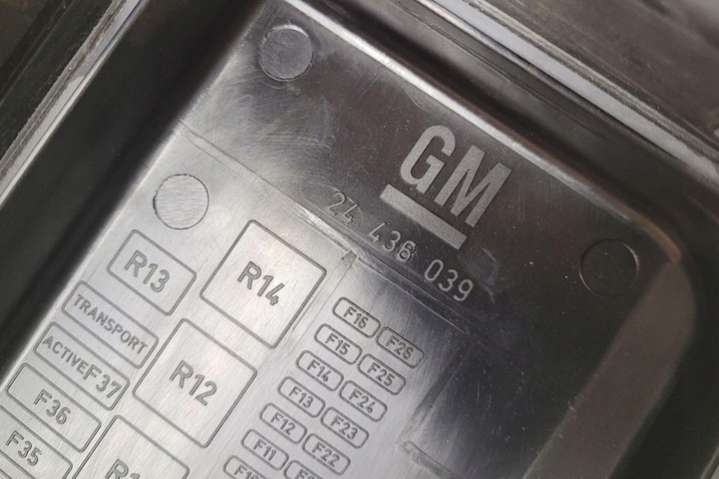 GM
24 436 039
R13
R14
TRANSPORT
ACTIVE F37
R12
F36
F35
F16 F26
F15 F25
F14 F24
F13 F23
F12 F22
F11